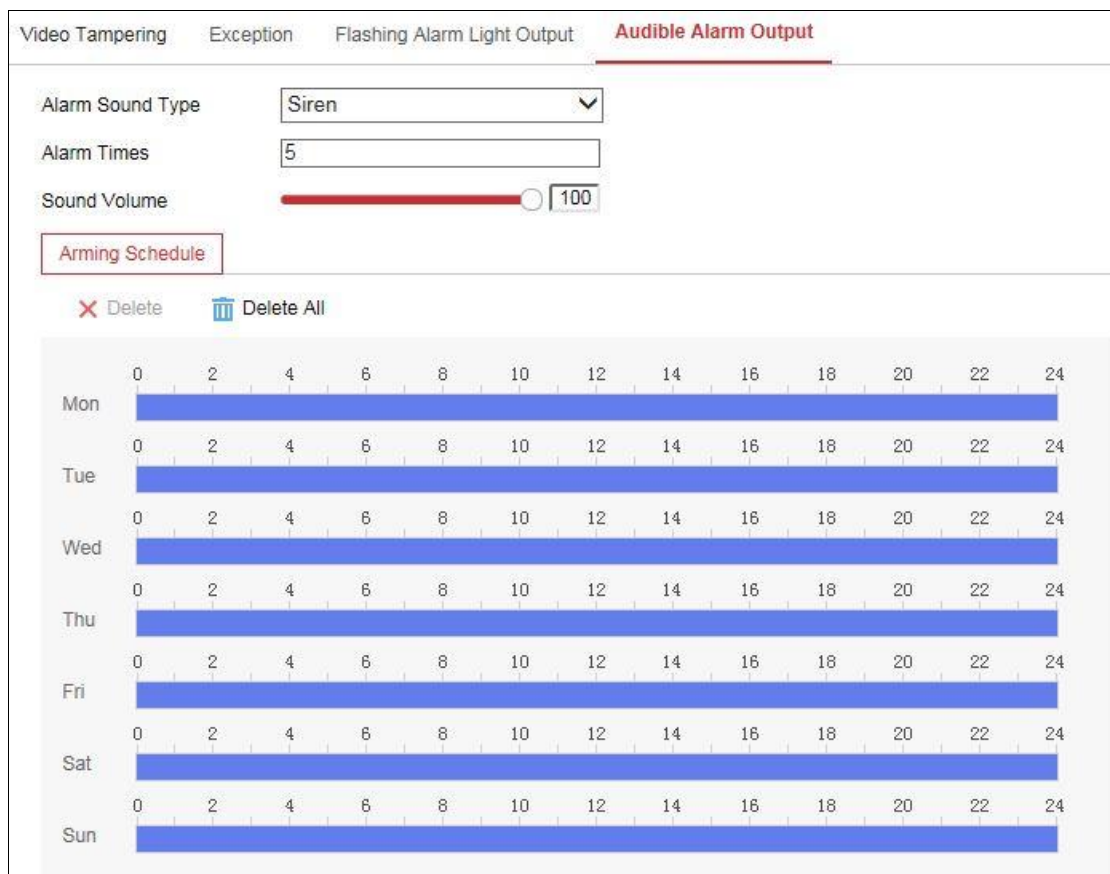 Video Tampering Exception Flashing Alarm Light Output Audible Alarm Output
Alarm Sound Type Siren
Alarm Times 5
Sound Volume 100
Arming Schedule
Delete Delete All
0 2 4 6 8 10 12 14 16 18 20 22 24
Mon
0 2 4 6 8 10 12 14 16 18 20 22 24
Tue
0 2 4 6 8 10 12 14 16 18 20 22 24
Wed
0 2 4 6 8 10 12 14 16 18 20 22 24
Thu
0 2 4 6 8 10 12 14 16 18 20 22 24
Fri
0 2 4 6 8 10 12 14 16 18 20 22 24
Sat
0 2 4 6 8 10 12 14 16 18 20 22 24
Sun